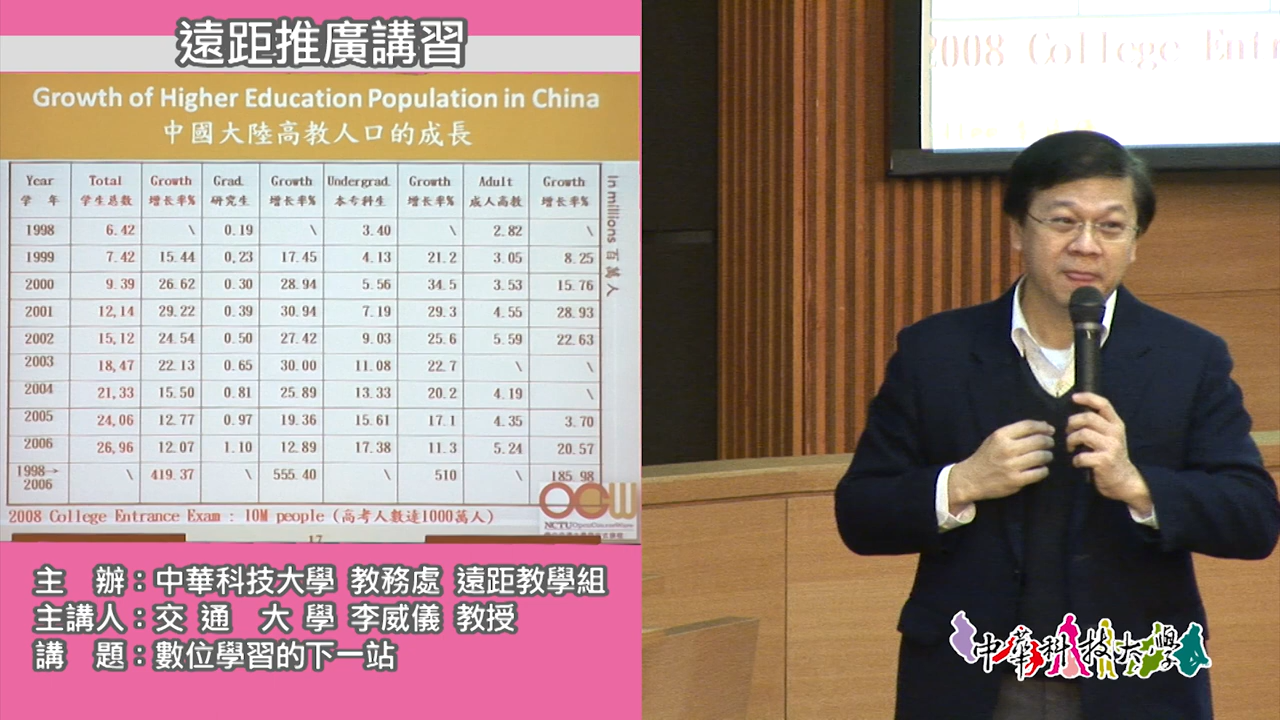 遠距推廣講習
Growth of Higher Education Population in China
中國大陸高教人口的成長
Year Total Growth Grad. Growth Undergrad. Growth Adult Growth
学 年 学生总数 增长率% 研究生 增长率% 本专科生 增长率% 成人高教 增长率%
1998 6.42 \ 0.19 \ 3.40 \ 2.82 \
1999 7.42 15.44 0,23 17.45 4.13 21.2 3.05 8.25
2000 9.39 26.62 0.30 28.94 5.56 34.5 3.53 15.76
2001 12,14 29.22 0.39 30.94 7.19 29.3 4.55 28.93
2002 15,12 24.54 0.50 27.42 9.03 25.6 5.59 22.63
2003 18,47 22.13 0.65 30.00 11.08 22.7 \ \
2004 21,33 15.50 0.81 25.89 13.33 20.2 4.19 \
2005 24,06 12.77 0.97 19.36 15.61 17.1 4.35 3.70
2006 26,96 12.07 1.10 12.89 17.38 11.3 5.24 20.57
1998→ 2006 \ 419.37 \ 555.40 \ 510 \ 185.98
In millions 百萬人
2008 College Entrance Exam : 10M people (高考人數達1000萬人)
OCW
NCTU OpenCourseWare
17
主 辦：中華科技大學 教務處 遠距教學組
主講人：交 通 大 學 李威儀 教授
講 題：數位學習的下一站
2008 College Entr
中華科技大學